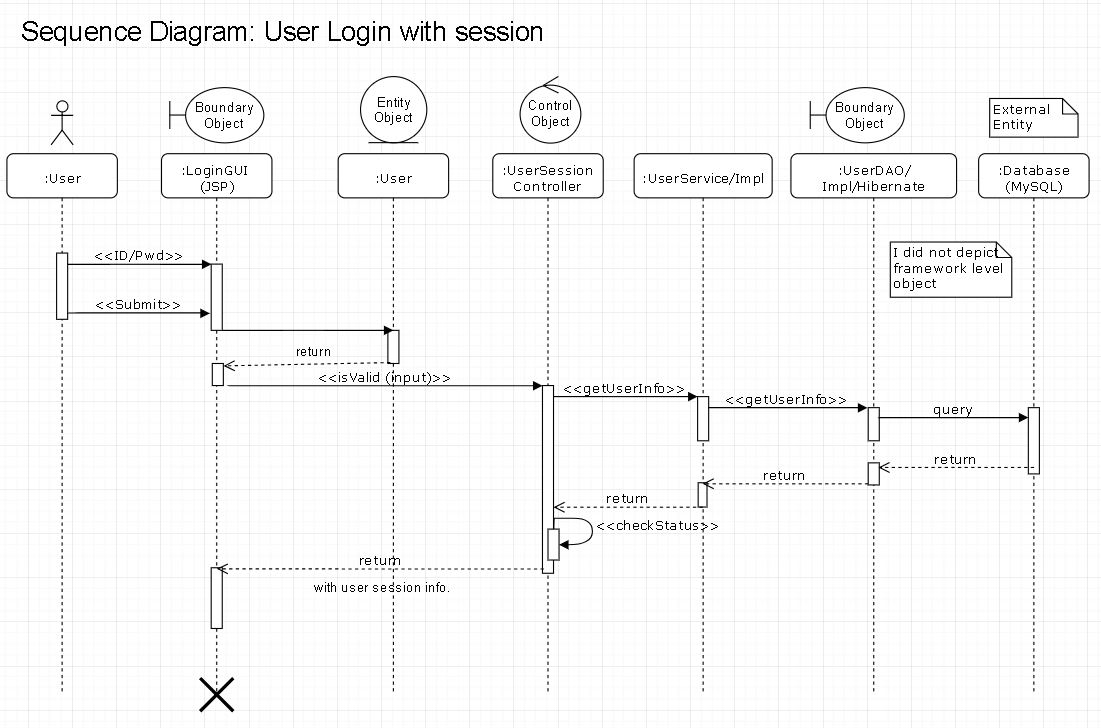 Sequence Diagram: User Login with session
Boundary
Object
Entity
Object
Control
Object
Boundary
Object
External
Entity
:User
:LoginGUI
(JSP)
:User
:UserSession
Controller
:UserService/Impl
:UserDAO/
Impl/Hibernate
:Database
(MySQL)
I did not depict
framework level
object
<<ID/Pwd>>
<<Submit>>
return
<<isValid (input)>>
<<getUserInfo>>
<<getUserInfo>>
query
return
return
return
<<checkStatus>>
return
with user session info.